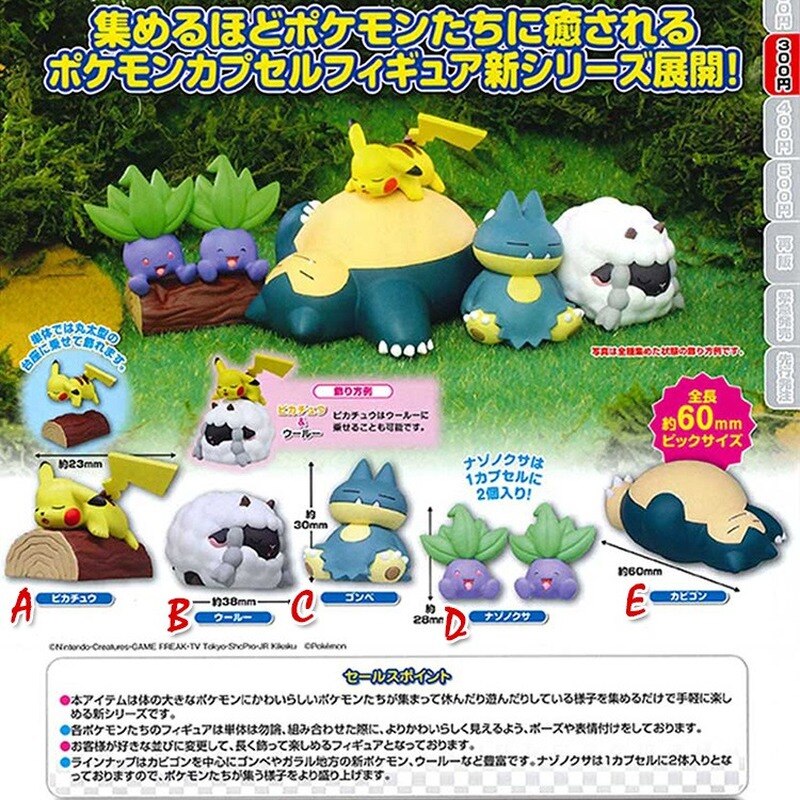 集めるほどポケモンたちに癒される
ポケモンカプセルフィギュア新シリーズ展開!
300円
400円
500円
再販
先行発売
単体では丸太型の
台座に乗せて飾れます。
写真は全種集めた状態の飾り方例です。
飾り方例
ピカチュウ
&
ウールー
ピカチュウはウールーに
乗せることも可能です。
全長
約60mm
ビックサイズ
約23mm
約
30mm
ナゾノクサは
1カプセルに
2個入り!
約60mm
A
ピカチュウ
B
約38mm
ウールー
C
ゴンベ
約
28mm
D
ナゾノクサ
E
カビゴン
©Nintendo・Creatures・GAME FREAK・TV Tokyo・ShoPro・JR Kikaku ©Pokémon
セールスポイント
●本アイテムは体の大きなポケモンにかわいらしいポケモンたちが集まって休んだり遊んだりしている様子を集めるだけで手軽に楽し
める新シリーズです。
●各ポケモンたちのフィギュアは単体は勿論、組み合わせた際に、よりかわいらしく見えるよう、ポーズや表情付けをしております。
●お客様が好きな並びに変更して、長く飾って楽しめるフィギュアとなっております。
●ラインナップはカビゴンを中心にゴンベやガラル地方の新ポケモン、ウールーなど豊富です。ナゾノクサは1カプセルに2体入りとな
っておりますので、ポケモンたちが集う様子をより盛り上げます。